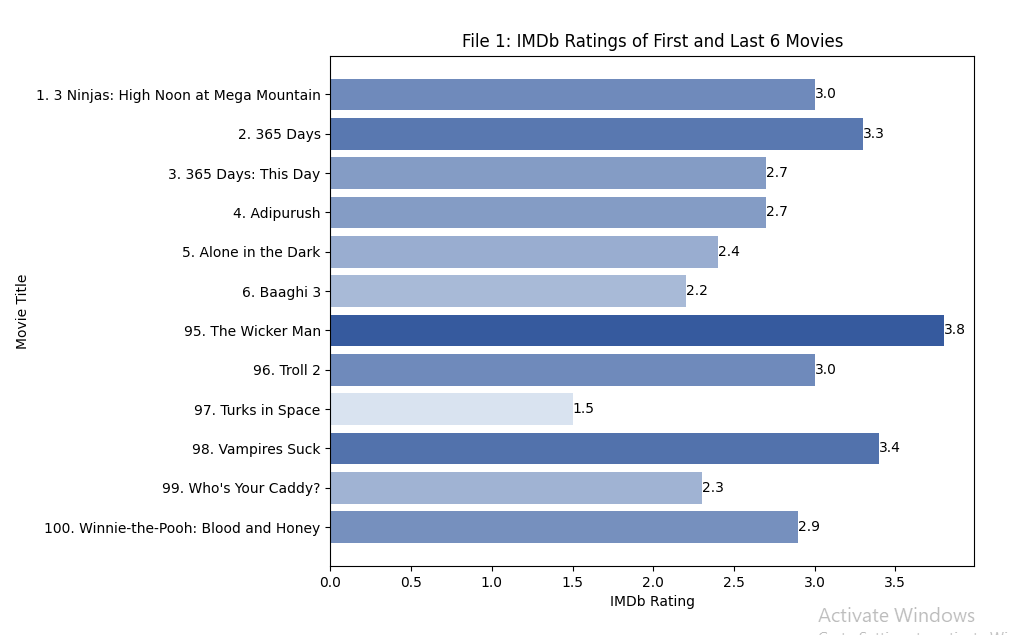 File 1: IMDb Ratings of First and Last 6 Movies
Movie Title
1. 3 Ninjas: High Noon at Mega Mountain 3.0
2. 365 Days 3.3
3. 365 Days: This Day 2.7
4. Adipurush 2.7
5. Alone in the Dark 2.4
6. Baaghi 3 2.2
95. The Wicker Man 3.8
96. Troll 2 3.0
97. Turks in Space 1.5
98. Vampires Suck 3.4
99. Who's Your Caddy? 2.3
100. Winnie-the-Pooh: Blood and Honey 2.9
0.0 0.5 1.0 1.5 2.0 2.5 3.0 3.5
IMDb Rating
Activate Windows